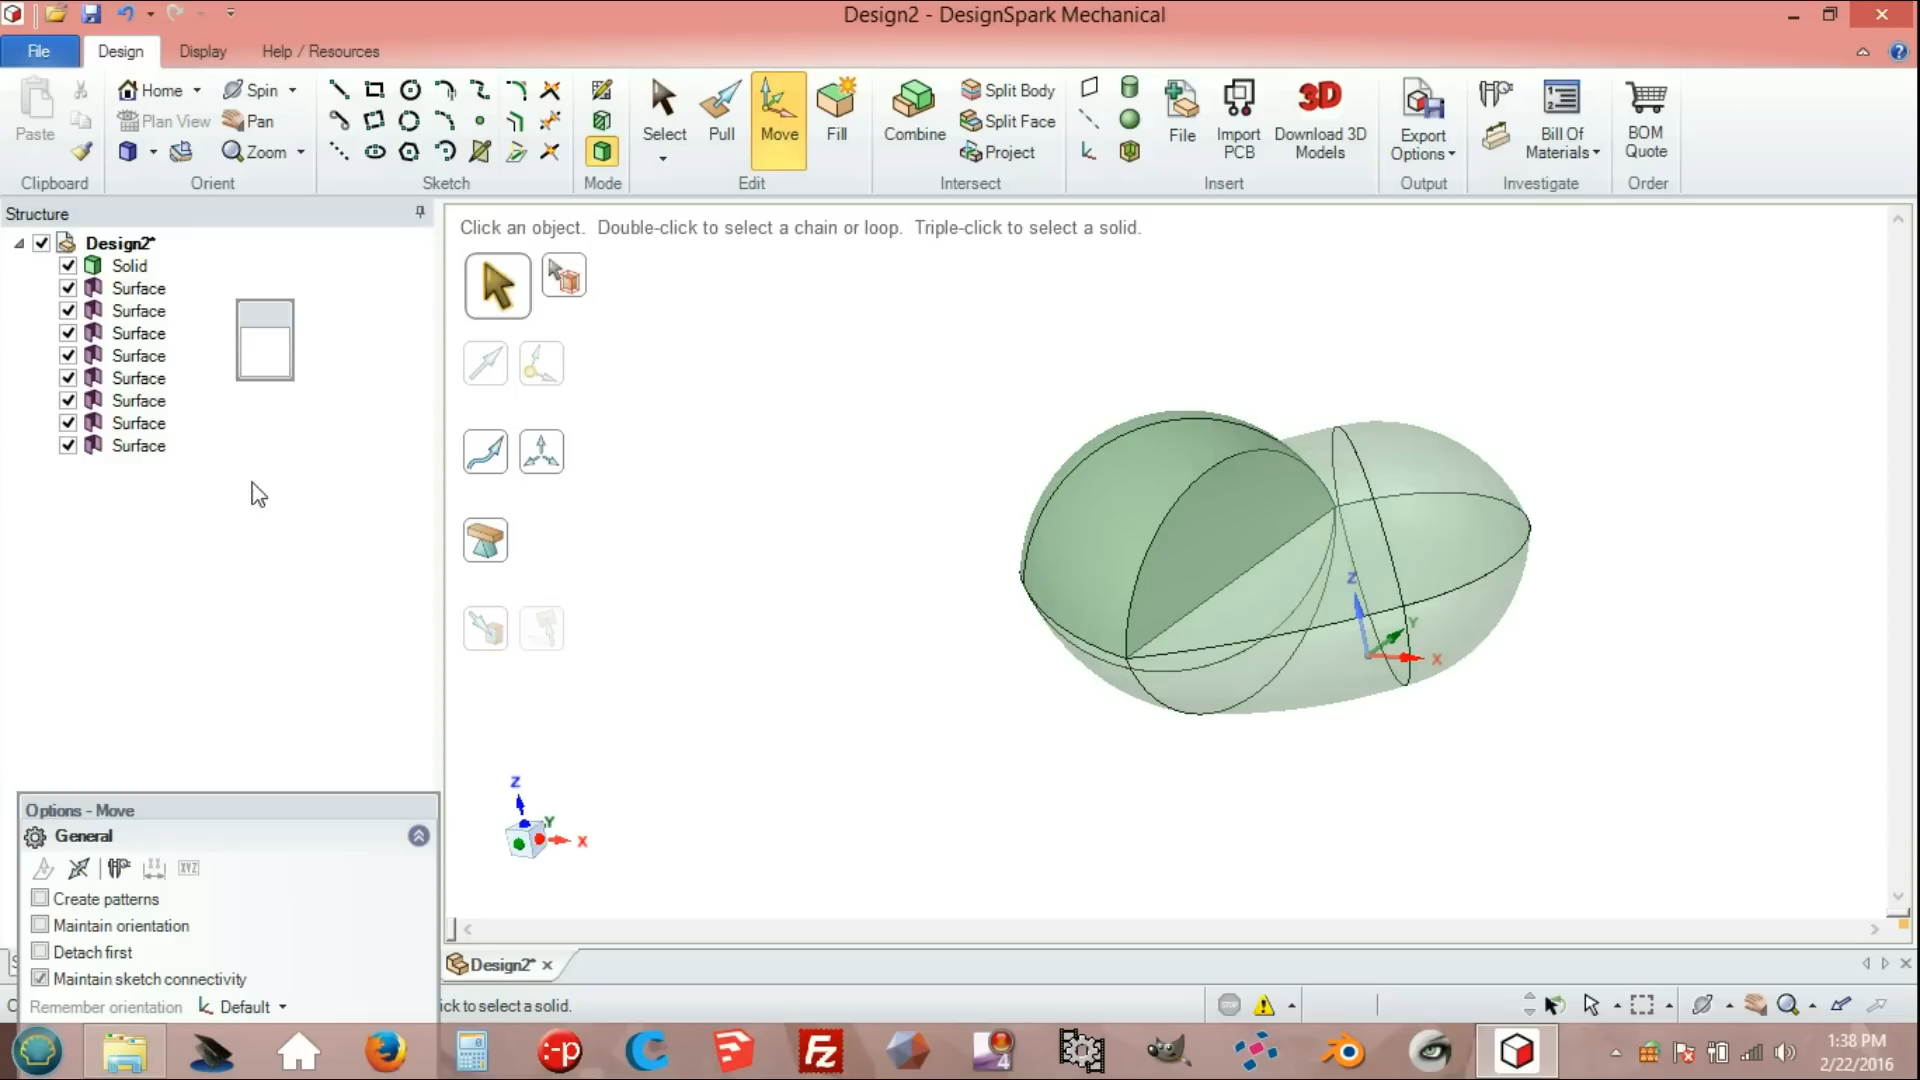 Design2 - DesignSpark Mechanical
File Design Display Help / Resources
Paste
Clipboard
Home Spin
Plan View Pan
Zoom
Orient
Sketch
Mode
Select Pull Move Fill
Edit
Combine
Split Body
Split Face
Project
Intersect
File Import PCB 3D Download 3D Models
Insert
Export Options
Output
Bill Of Materials
Investigate
BOM Quote
Order
Structure
Design2*
Solid
Surface
Surface
Surface
Surface
Surface
Surface
Surface
Surface
Click an object. Double-click to select a chain or loop. Triple-click to select a solid.
Z
Y
X
Z
Y
X
Options - Move
General
XYZ
Create patterns
Maintain orientation
Detach first
Maintain sketch connectivity
Remember orientation Default
Design2*
ick to select a solid.
:-p
Fz
4
1:38 PM
2/22/2016